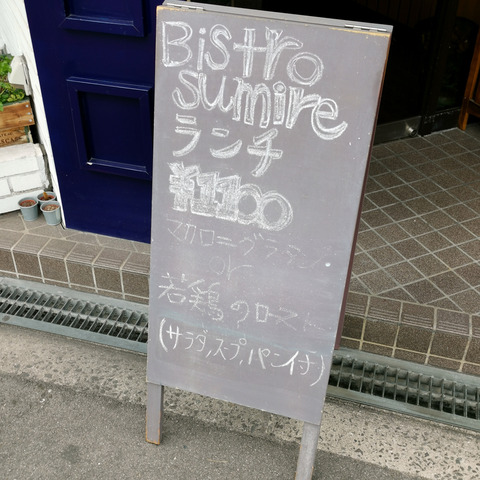 Bistro
sumire
ランチ
¥1100
マカロニグラタン
or
若鶏のロースト
(サラダ,スープ,パン付)